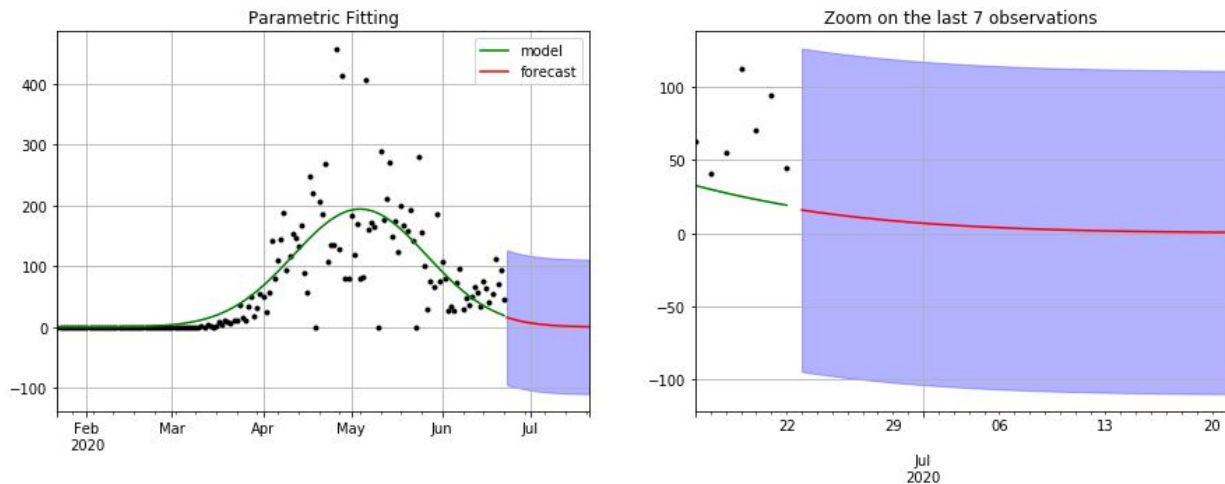 Parametric Fitting
model
forecast
400
300
200
100
0
−100
Feb
2020
Mar
Apr
May
Jun
Jul
Zoom on the last 7 observations
100
50
0
−50
−100
22
29
06
13
20
Jul
2020